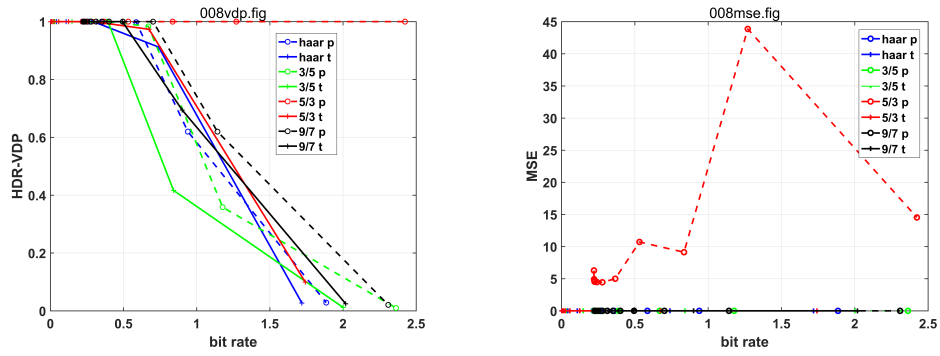 008vdp.fig
HDR-VDP
1
0.8
0.6
0.4
0.2
0
0 0.5 1 1.5 2 2.5
bit rate
haar p
haar t
3/5 p
3/5 t
5/3 p
5/3 t
9/7 p
9/7 t
008mse.fig
MSE
45
40
35
30
25
20
15
10
5
0
0 0.5 1 1.5 2 2.5
bit rate
haar p
haar t
3/5 p
3/5 t
5/3 p
5/3 t
9/7 p
9/7 t